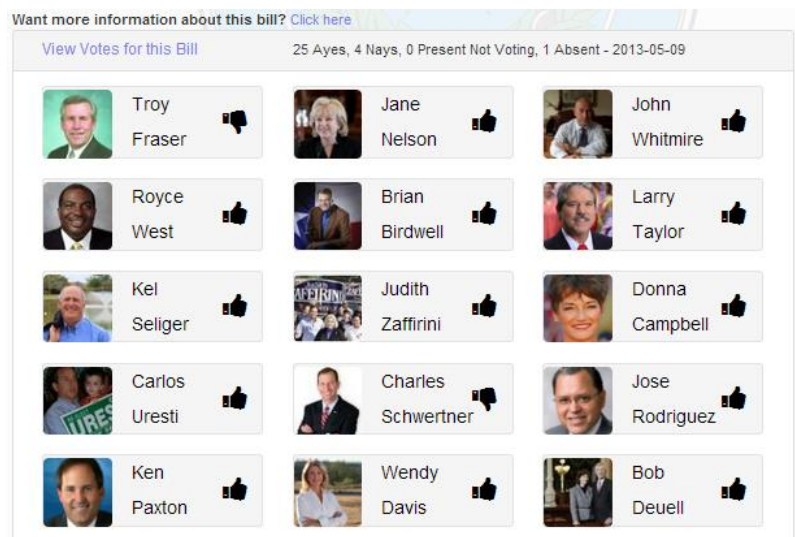 Want more information about this bill? Click here
View Votes for this Bill 25 Ayes, 4 Nays, 0 Present Not Voting, 1 Absent - 2013-05-09
Troy
Fraser
Jane
Nelson
John
Whitmire
Royce
West
Brian
Birdwell
Larry
Taylor
Kel
Seliger
Judith
Zaffirini
Donna
Campbell
Carlos
Uresti
Charles
Schwertner
Jose
Rodriguez
Ken
Paxton
Wendy
Davis
Bob
Deuell